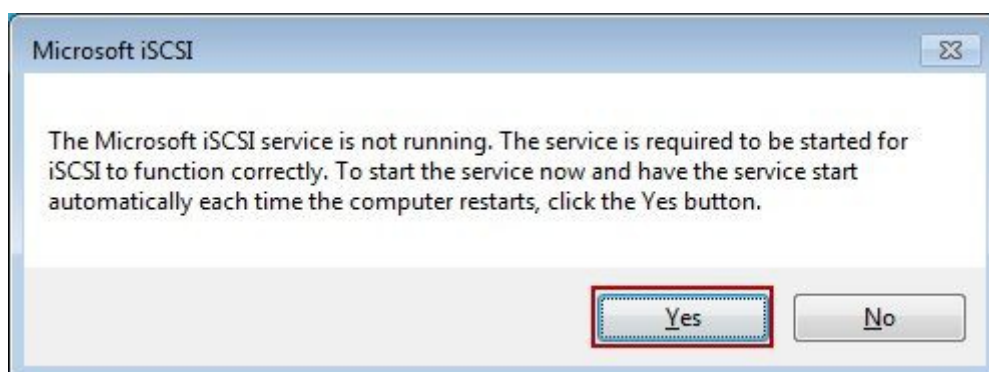 Microsoft iSCSI
The Microsoft iSCSI service is not running. The service is required to be started for
iSCSI to function correctly. To start the service now and have the service start
automatically each time the computer restarts, click the Yes button.
Yes
No